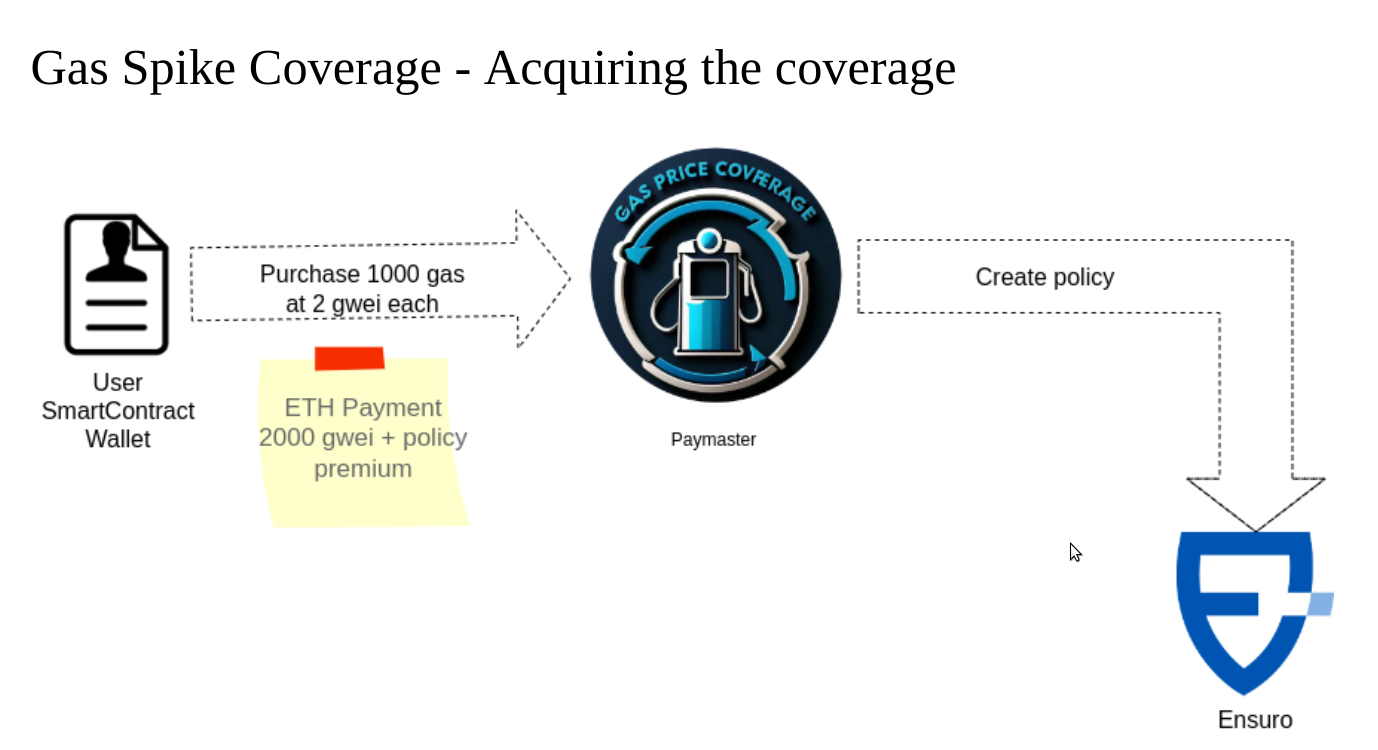 Gas Spike Coverage - Acquiring the coverage
GAS PRICE COVERAGE
Purchase 1000 gas
at 2 gwei each
Create policy
User
SmartContract
Wallet
ETH Payment
2000 gwei + policy
premium
Paymaster
Ensuro